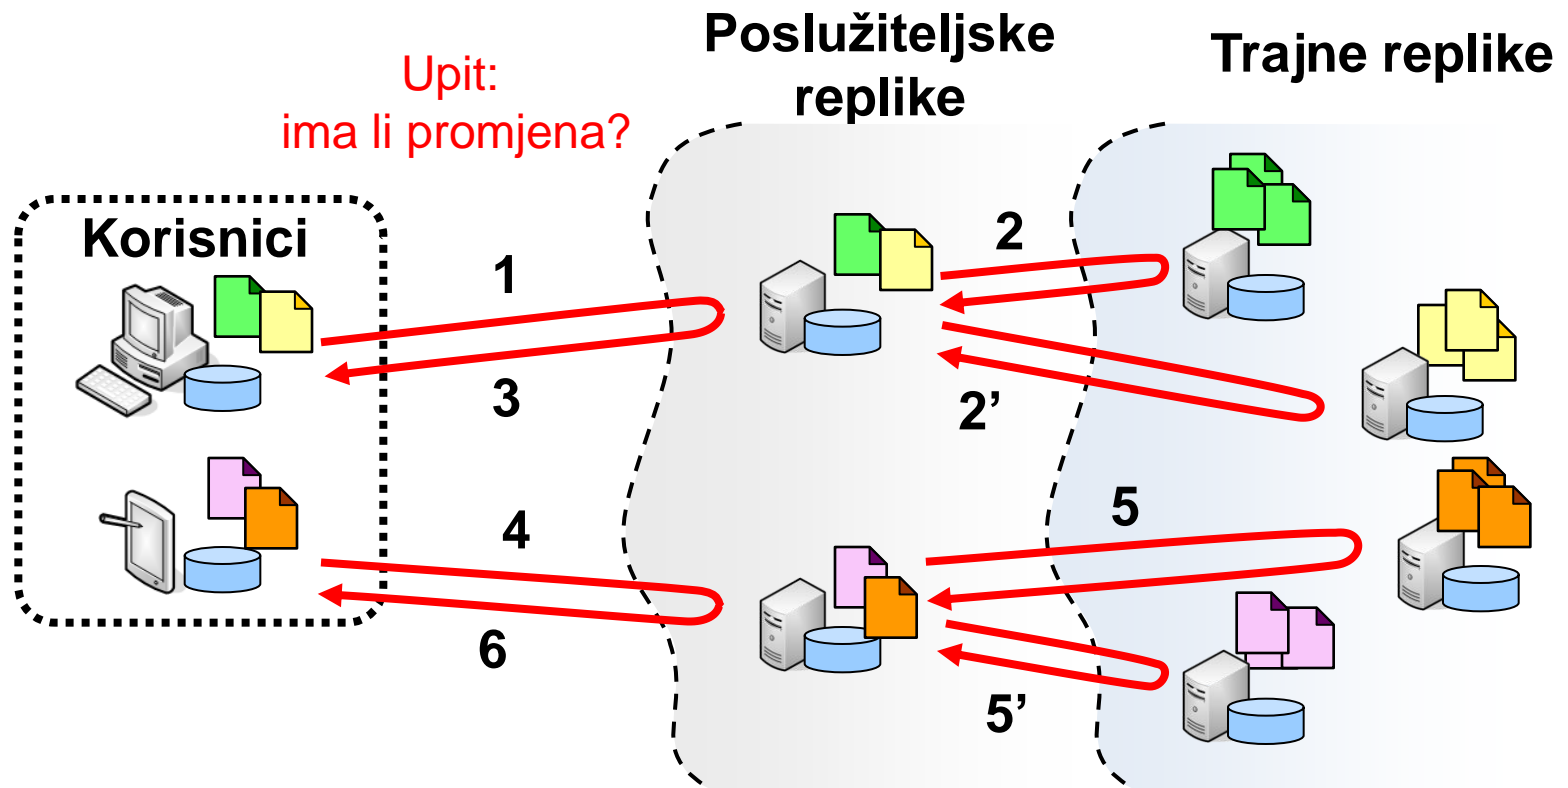 Poslužiteljske
replike
Trajne replike
Upit:
ima li promjena?
Korisnici
1
2
3
2’
4
5
6
5’